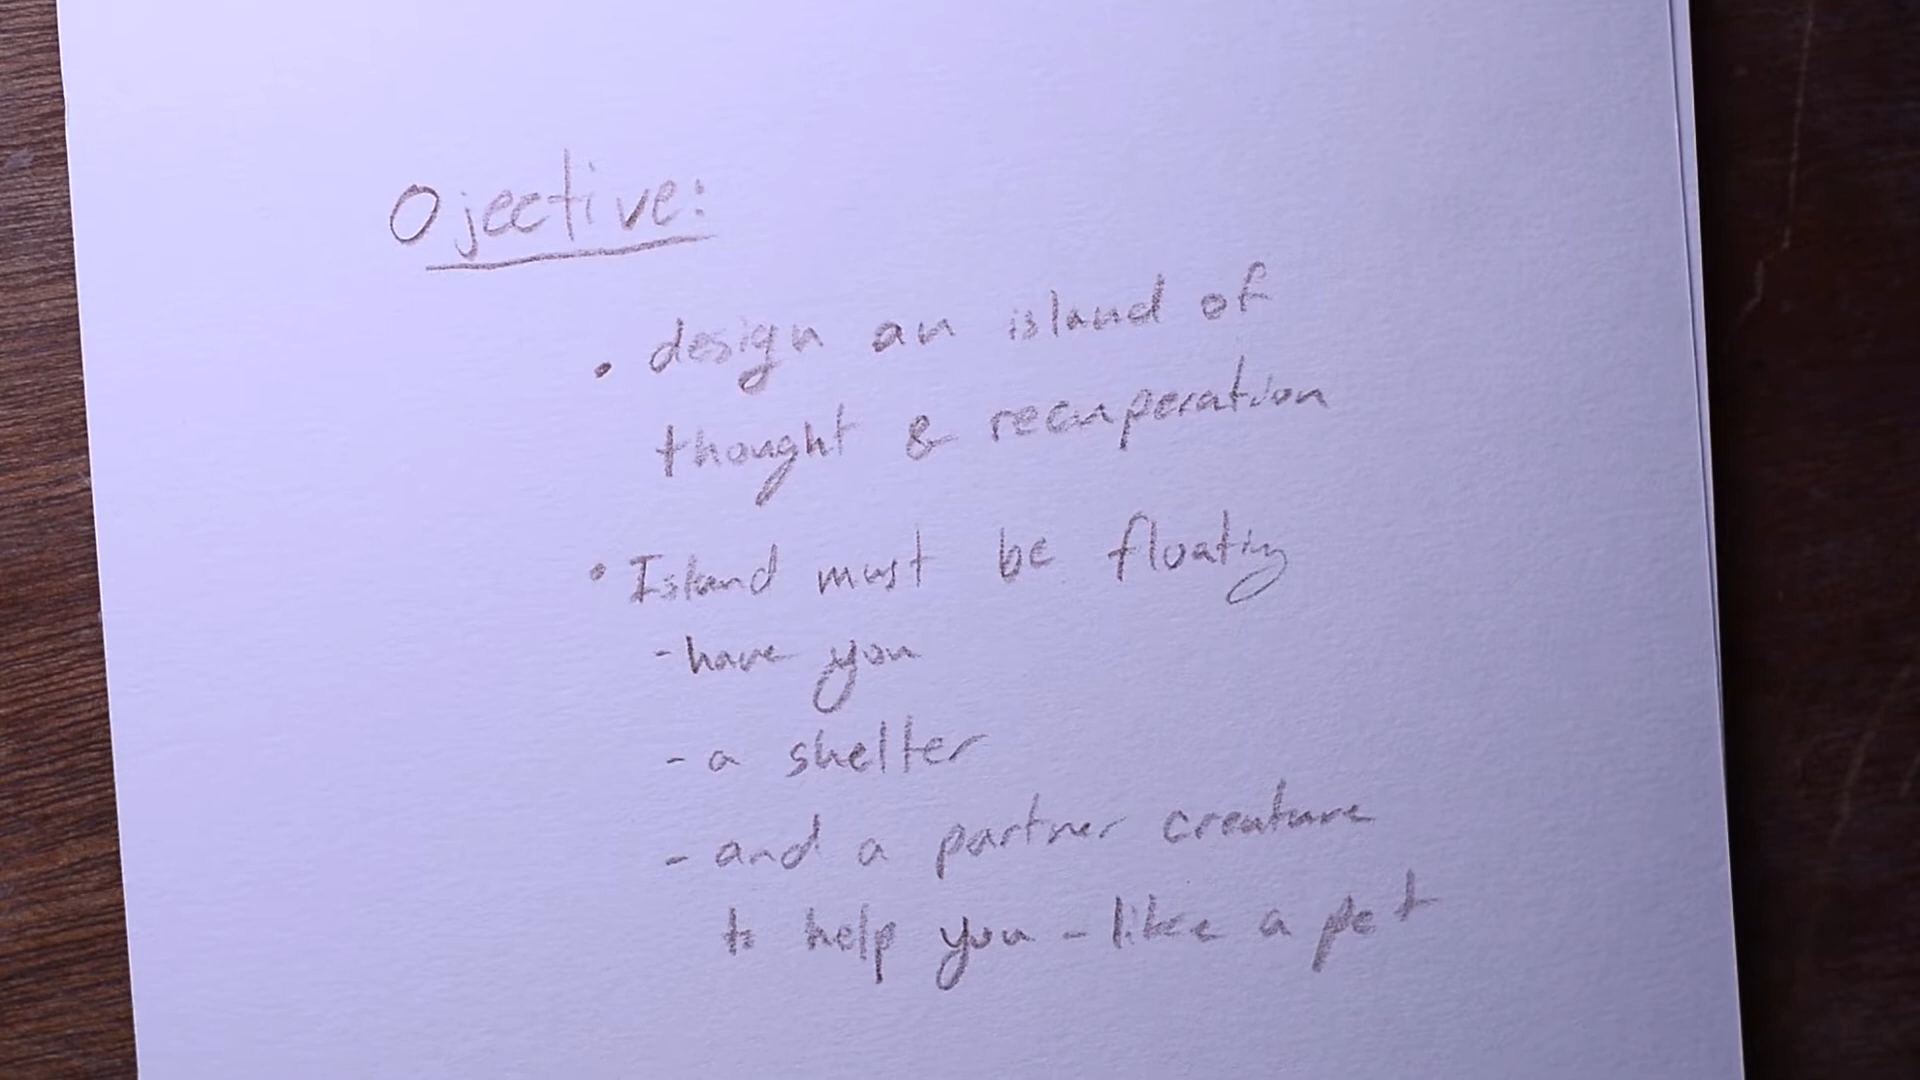 Ojective:
• design an island of
thought & recuperation
• Island must be floating
- have you
- a shelter
- and a partner creature
to help you - like a pet